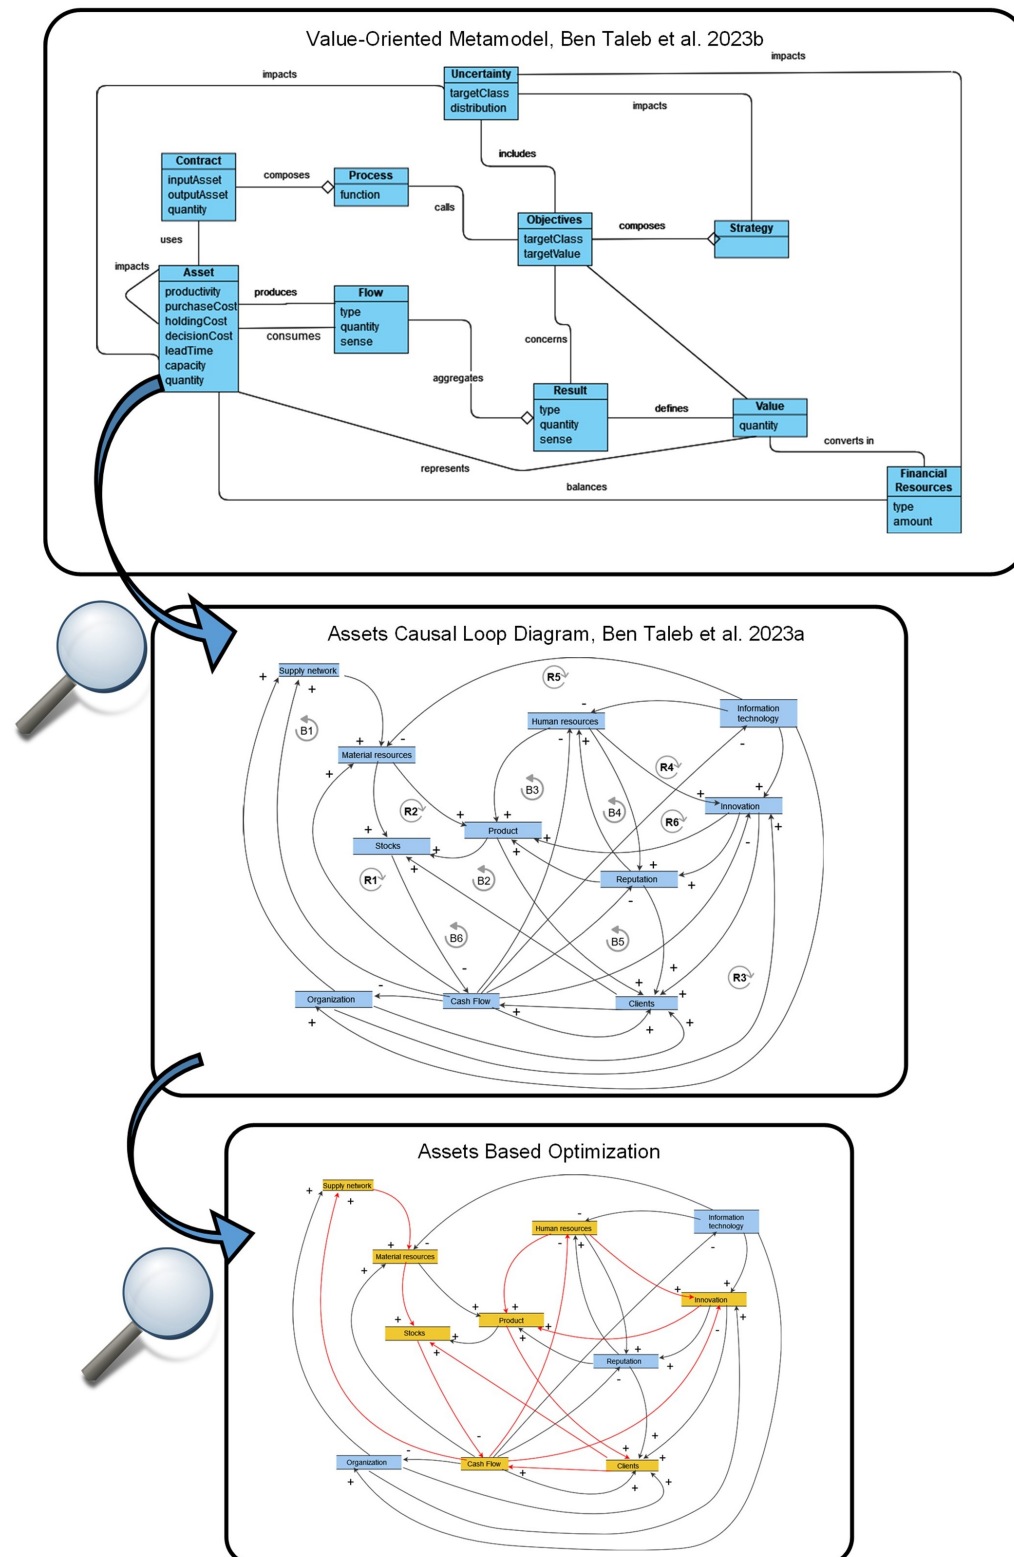 Value-Oriented Metamodel, Ben Taleb et al. 2023b
impacts
impacts
Uncertainty
targetClass
distribution
impacts
includes
Contract
inputAsset
outputAsset
quantity
composes
Process
function
calls
Objectives
targetClass
targetValue
composes
Strategy
uses
impacts
Asset
productivity
purchaseCost
holdingCost
decisionCost
leadTime
capacity
quantity
produces
consumes
Flow
type
quantity
sense
concerns
aggregates
Result
type
quantity
sense
defines
Value
quantity
converts in
represents
balances
Financial
Resources
type
amount
Assets Causal Loop Diagram, Ben Taleb et al. 2023a
+
Supply network
+
R5
-
Human resources
Information
technology
B1
+
-
Material resources
-
+
-
+
R4
+
+
Innovation
B3
B4
R2
+
+
Product
+
R6
-
+
+
Stocks
+
+
+
+
Reputation
+
R1
B2
-
B6
B5
-
+
+
R3
Organization
-
Cash Flow
+
Clients
+
+
+
+
Assets Based Optimization
+
Supply network
+
-
Human resources
Information
technology
+
-
Material resources
+
-
+
-
+
+
Innovation
+
+
+
Product
+
+
-
Stocks
+
+
+
+
Reputation
+
-
-
+
+
Organization
-
Cash Flow
+
Clients
+
+
+
+